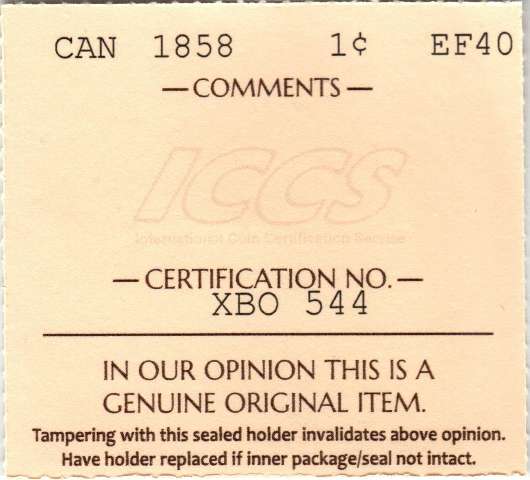 CAN 1858 1¢ EF40
—COMMENTS—
ICCS
International Coin Certification Service
—CERTIFICATION NO.—
XBO 544
IN OUR OPINION THIS IS A
GENUINE ORIGINAL ITEM.
Tampering with this sealed holder invalidates above opinion.
Have holder replaced if inner package/seal not intact.